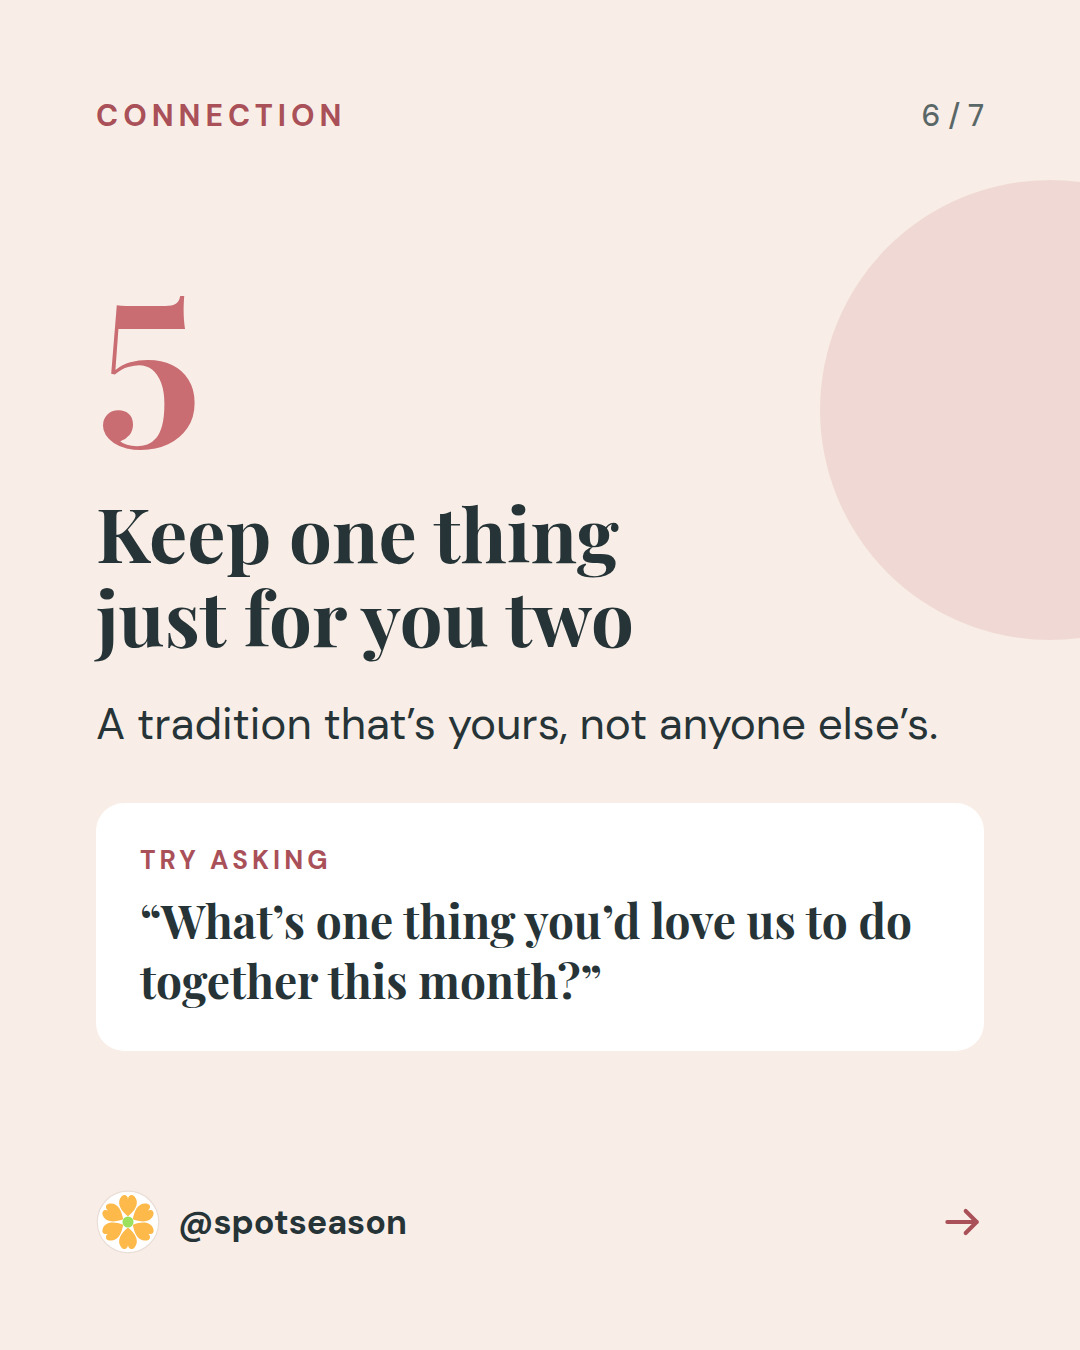 CONNECTION
6 / 7
5
Keep one thing
just for you two
A tradition that’s yours, not anyone else’s.
TRY ASKING
“What’s one thing you’d love us to do
together this month?”
@spotseason